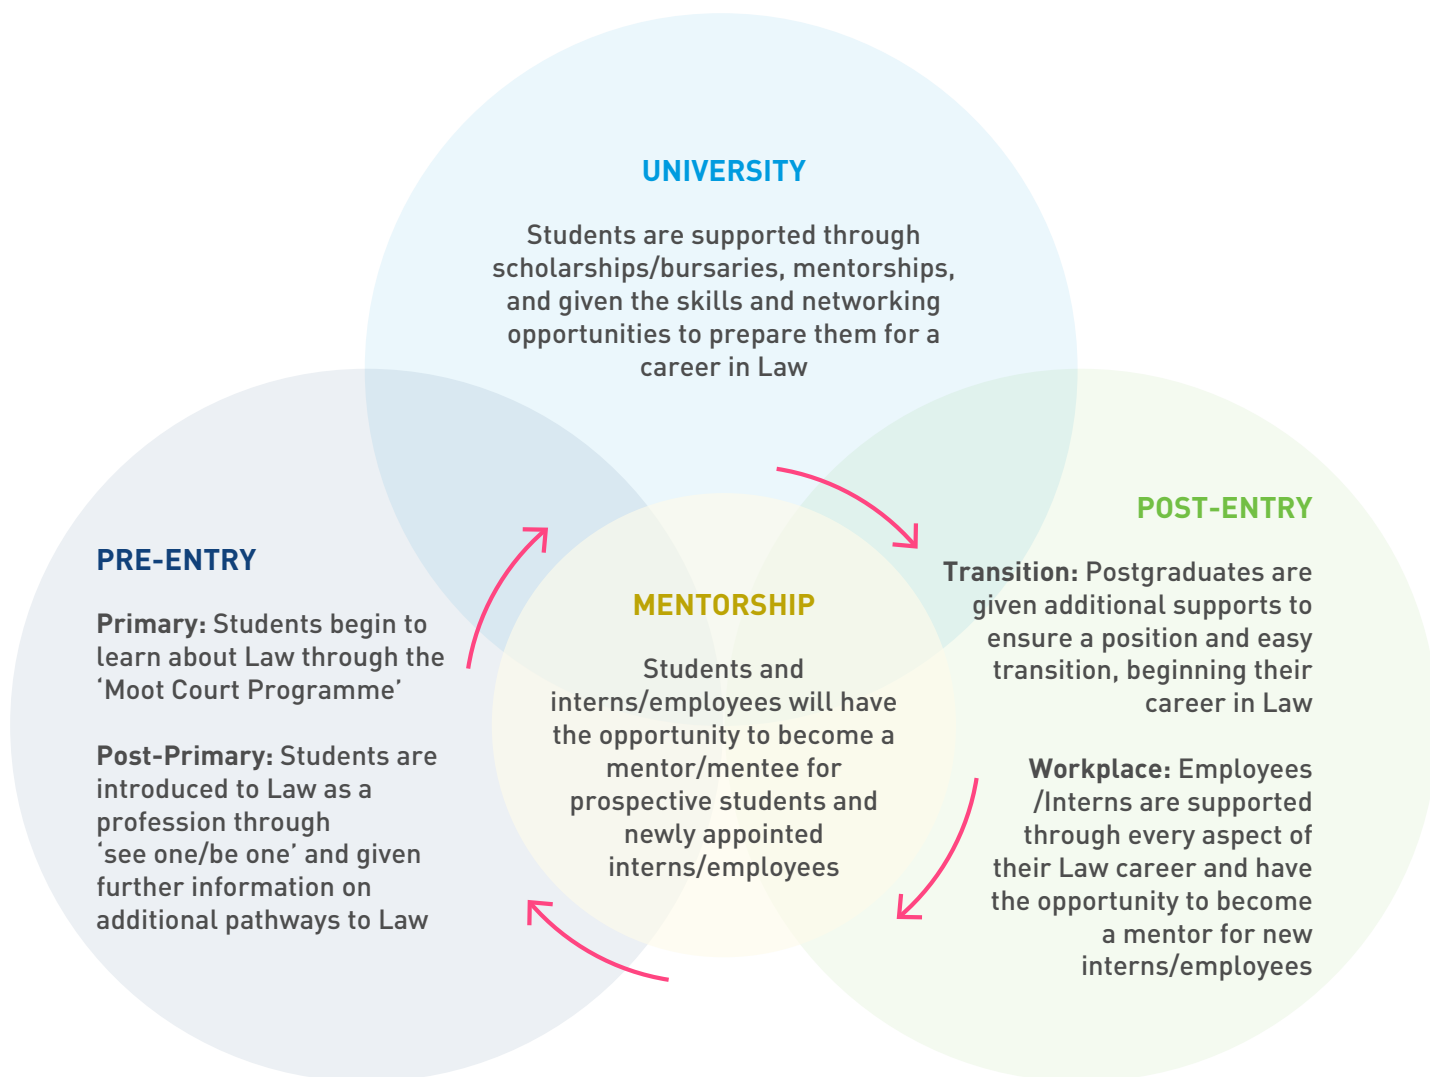 UNIVERSITY
Students are supported through
scholarships/bursaries, mentorships,
and given the skills and networking
opportunities to prepare them for a
career in Law
PRE-ENTRY
Primary: Students begin to
learn about Law through the
‘Moot Court Programme’
Post-Primary: Students are
introduced to Law as a
profession through
‘see one/be one’ and given
further information on
additional pathways to Law
MENTORSHIP
Students and
interns/employees will have
the opportunity to become a
mentor/mentee for
prospective students and
newly appointed
interns/employees
POST-ENTRY
Transition: Postgraduates are
given additional supports to
ensure a position and easy
transition, beginning their
career in Law
Workplace: Employees
/Interns are supported
through every aspect of
their Law career and have
the opportunity to become
a mentor for new
interns/employees